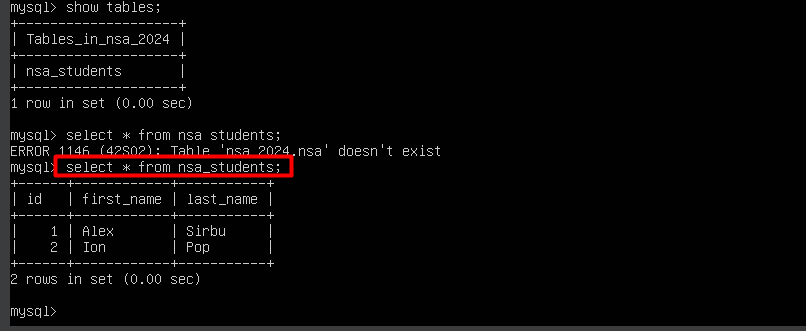 mysql> show tables;
+--------------------+
| Tables_in_nsa_2024 |
+--------------------+
| nsa_students       |
+--------------------+
1 row in set (0.00 sec)

mysql> select * from nsa students;
ERROR 1146 (42S02): Table 'nsa_2024.nsa' doesn't exist
mysql> select * from nsa_students;
+------+------------+-----------+
| id   | first_name | last_name |
+------+------------+-----------+
|    1 | Alex       | Sirbu     |
|    2 | Ion        | Pop       |
+------+------------+-----------+
2 rows in set (0.00 sec)

mysql>